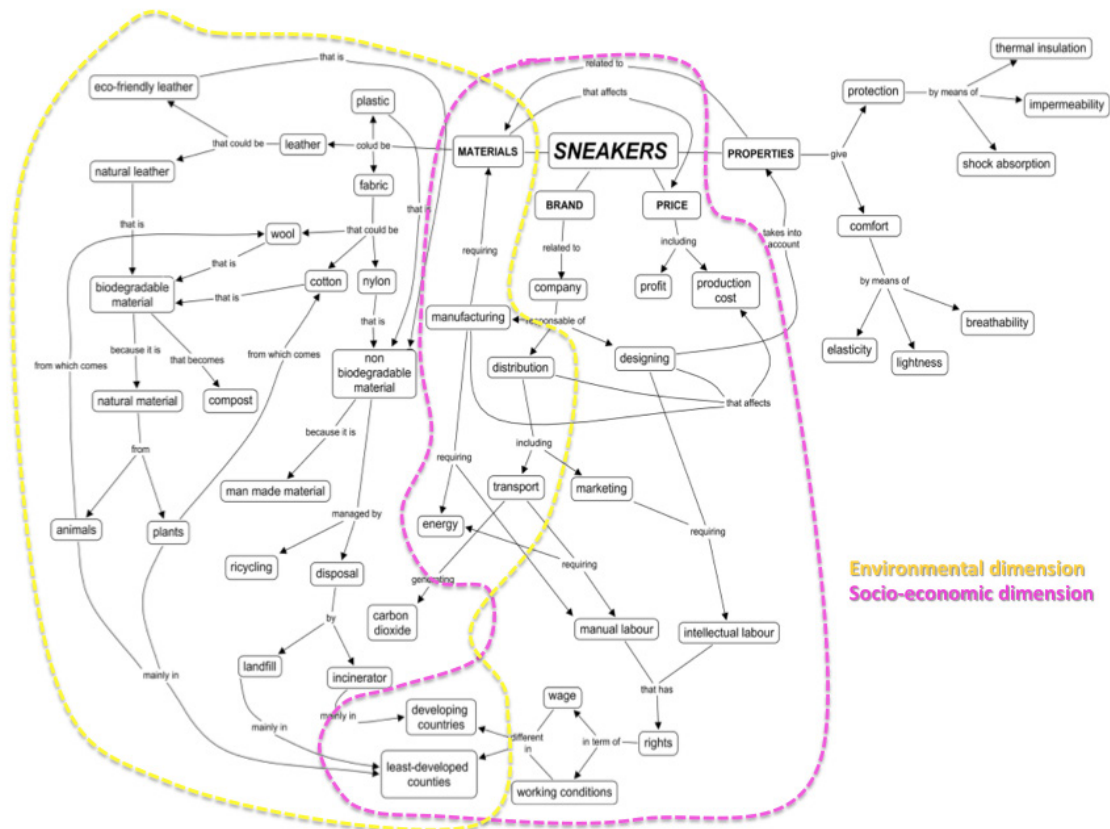 thermal insulation
that is
related to
eco-friendly leather
protection
by means of
impermeability
plastic
that affects
that could be
leather
colud be
MATERIALS
SNEAKERS
PROPERTIES
give
shock absorption
natural leather
fabric
BRAND
PRICE
that is
that is
comfort
wool
that could be
requiring
related to
including
takes into
account
that is
biodegradable
material
that is
cotton
nylon
company
profit
production
cost
by means of
manufacturing
responsable of
breathability
that is
because it is
that becomes
from which comes
from which comes
non
biodegradable
material
distribution
designing
elasticity
lightness
natural material
compost
that affects
because it is
from
including
requiring
man made material
transport
marketing
animals
plants
managed by
energy
requiring
ricycling
disposal
generating
requiring
Environmental dimension
Socio-economic dimension
by
carbon
dioxide
manual labour
intellectual labour
landfill
incinerator
mainly in
that has
wage
mainly in
mainly in
developing
countries
different
in
in term of
rights
least-developed
counties
working conditions